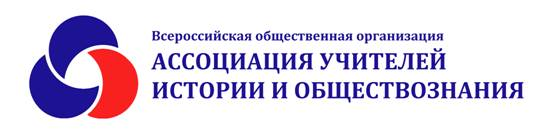 Всероссийская общественная организация
АССОЦИАЦИЯ УЧИТЕЛЕЙ
ИСТОРИИ И ОБЩЕСТВОЗНАНИЯ